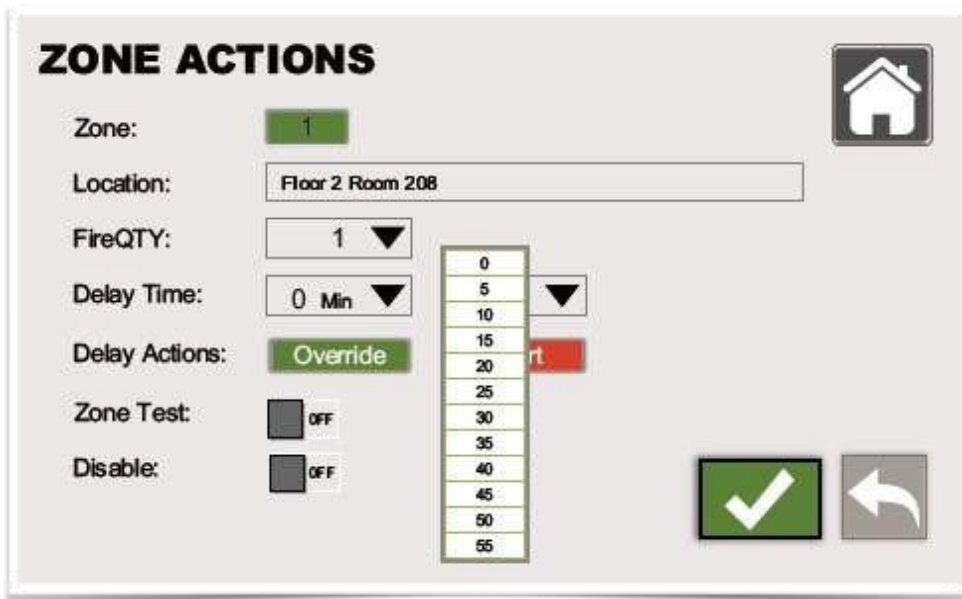 ZONE ACTIONS
Zone: 1
Location: Floor 2 Room 208
FireQTY: 1
Delay Time: 0 Min
Delay Actions: Override rt
Zone Test: OFF
Disable: OFF
0
5
10
15
20
25
30
35
40
45
50
55